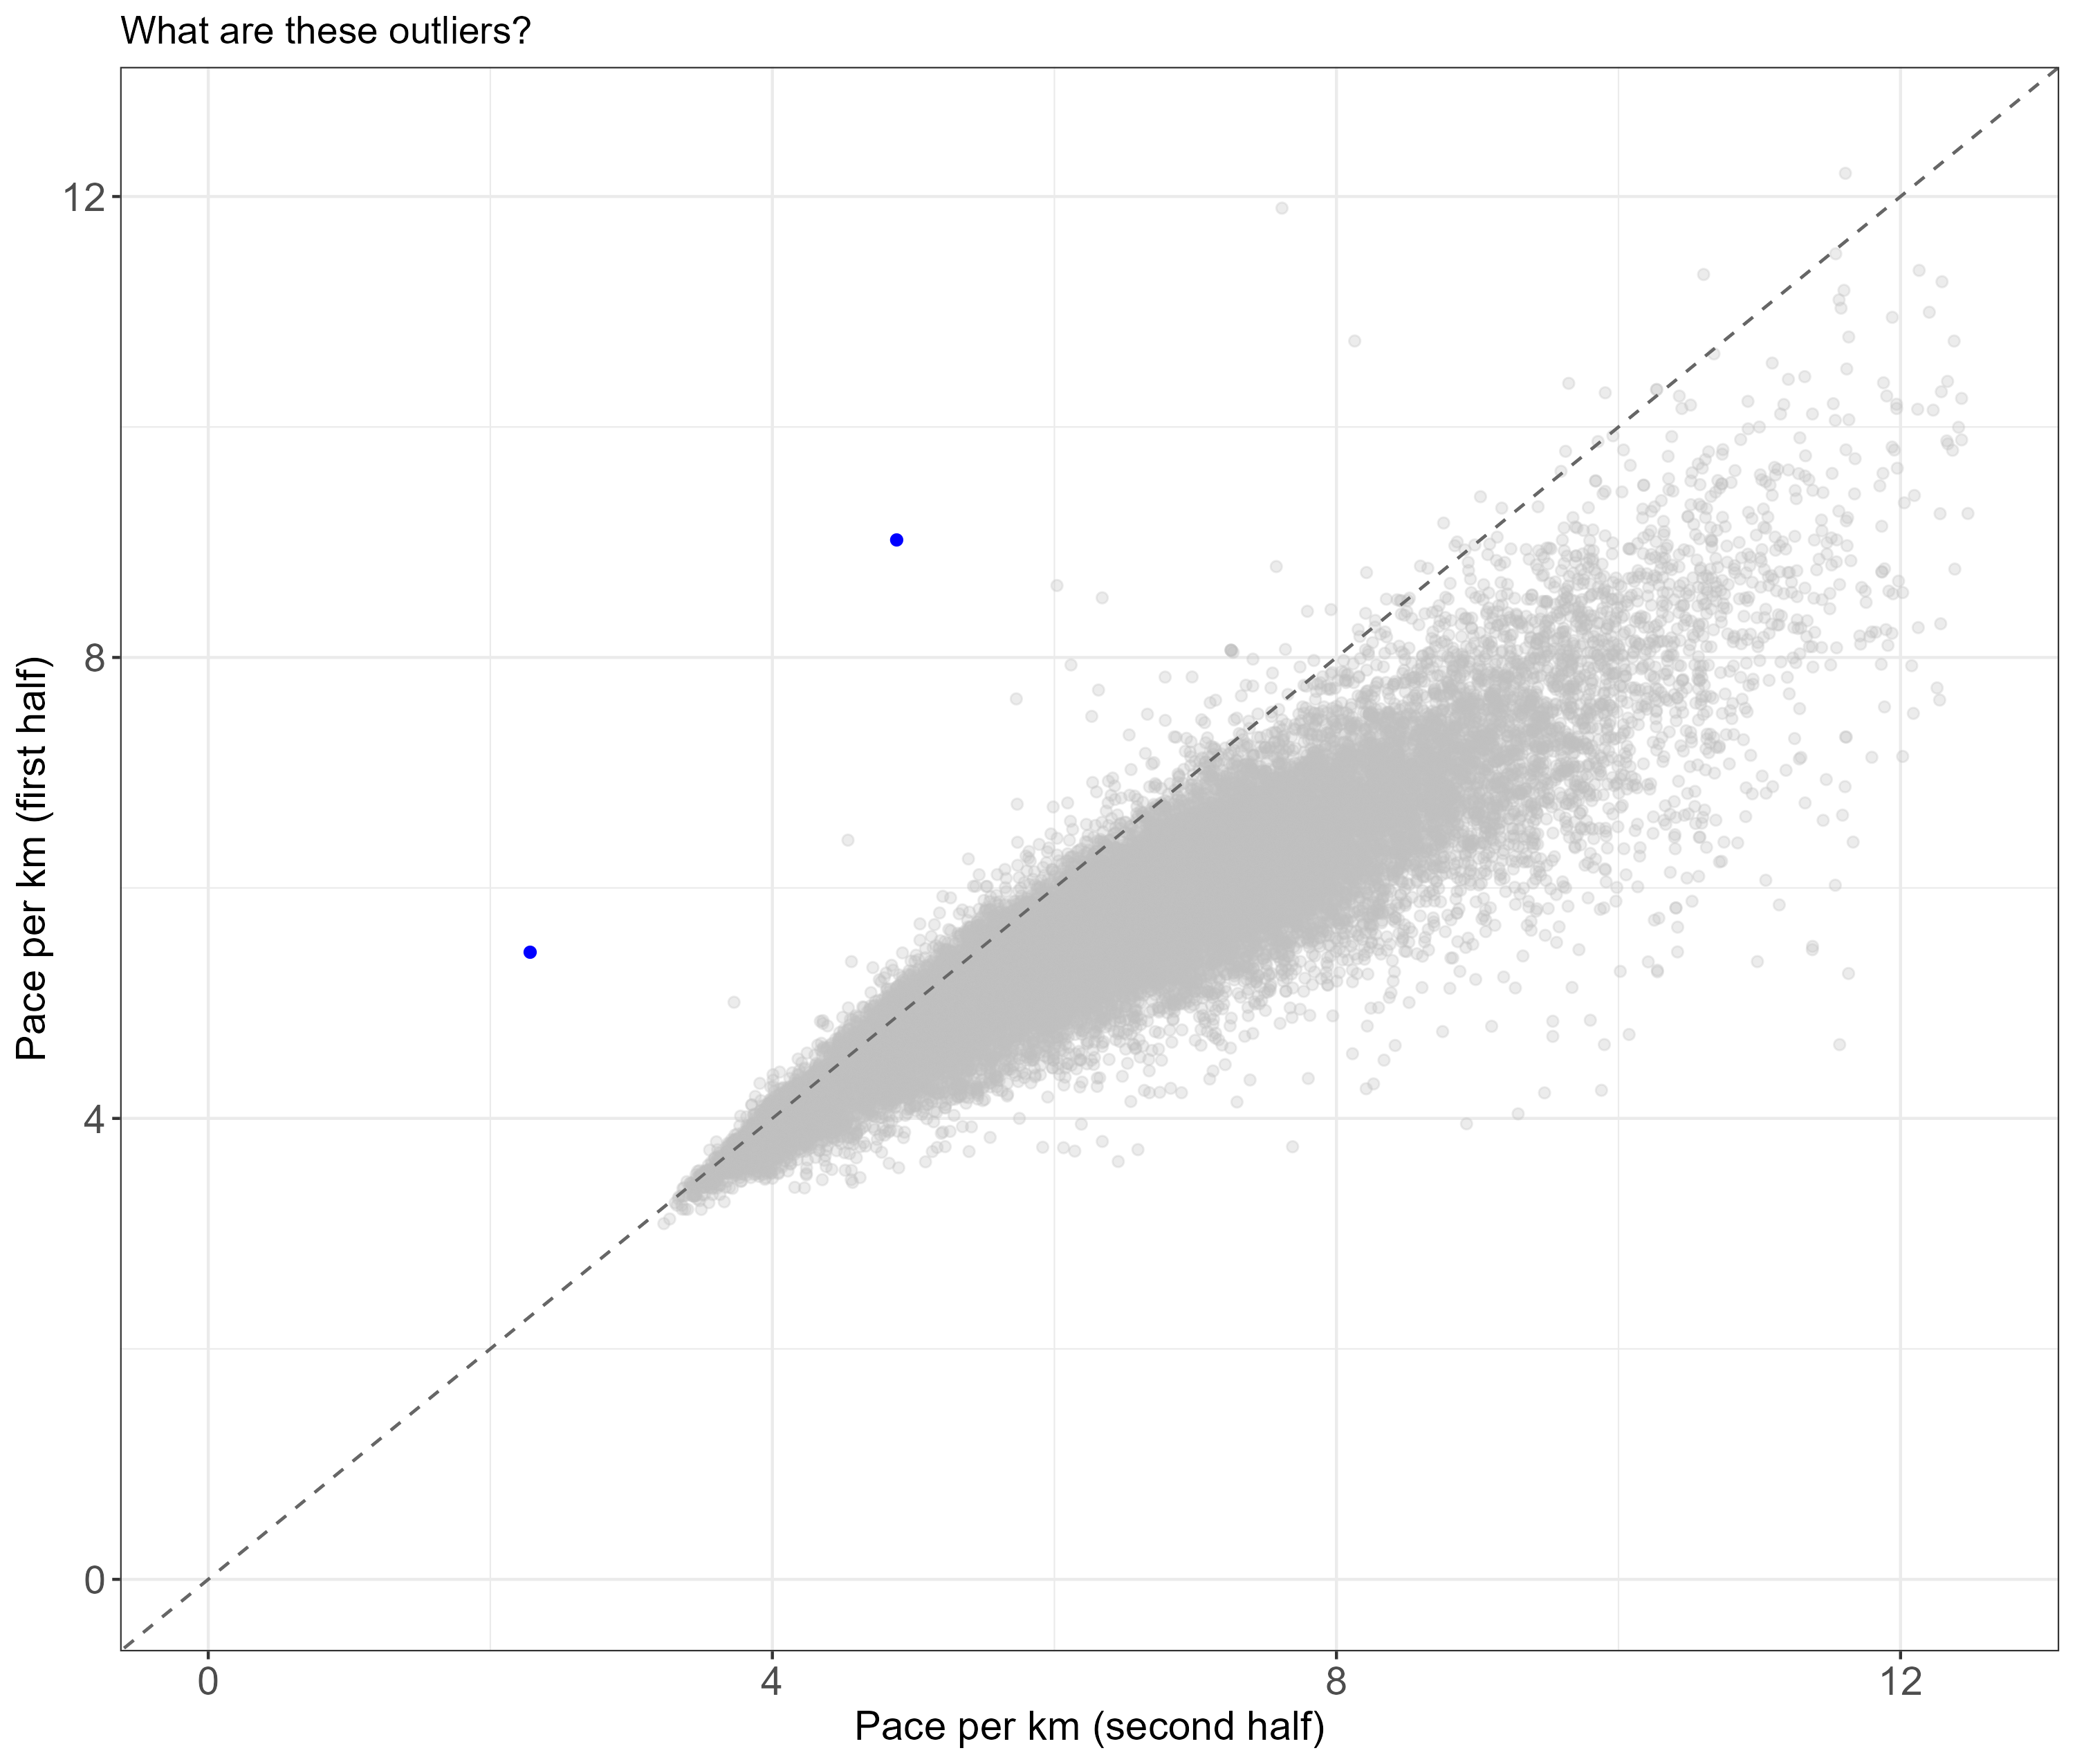 What are these outliers?
12
8
4
0
Pace per km (first half)
0 4 8 12
Pace per km (second half)